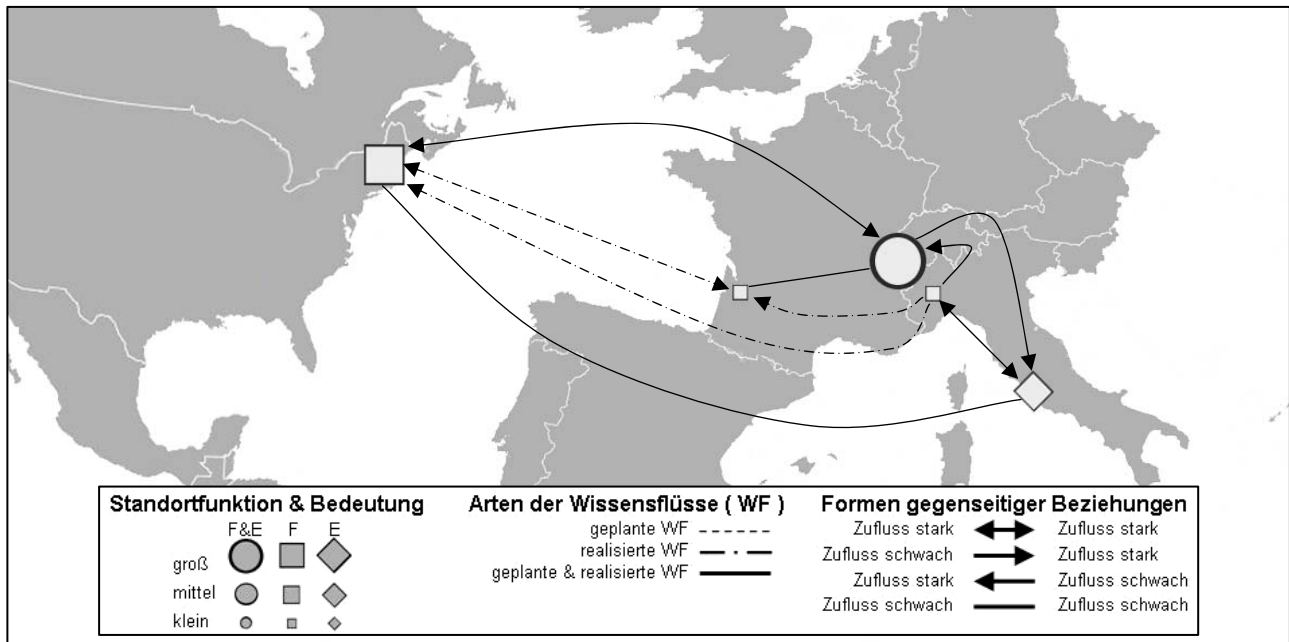 Standortfunktion & Bedeutung
F&E F E
groß
mittel
klein
Arten der Wissensflüsse ( WF )
geplante WF
realisierte WF
geplante & realisierte WF
Formen gegenseitiger Beziehungen
Zufluss stark Zufluss stark
Zufluss schwach Zufluss stark
Zufluss stark Zufluss schwach
Zufluss schwach Zufluss schwach